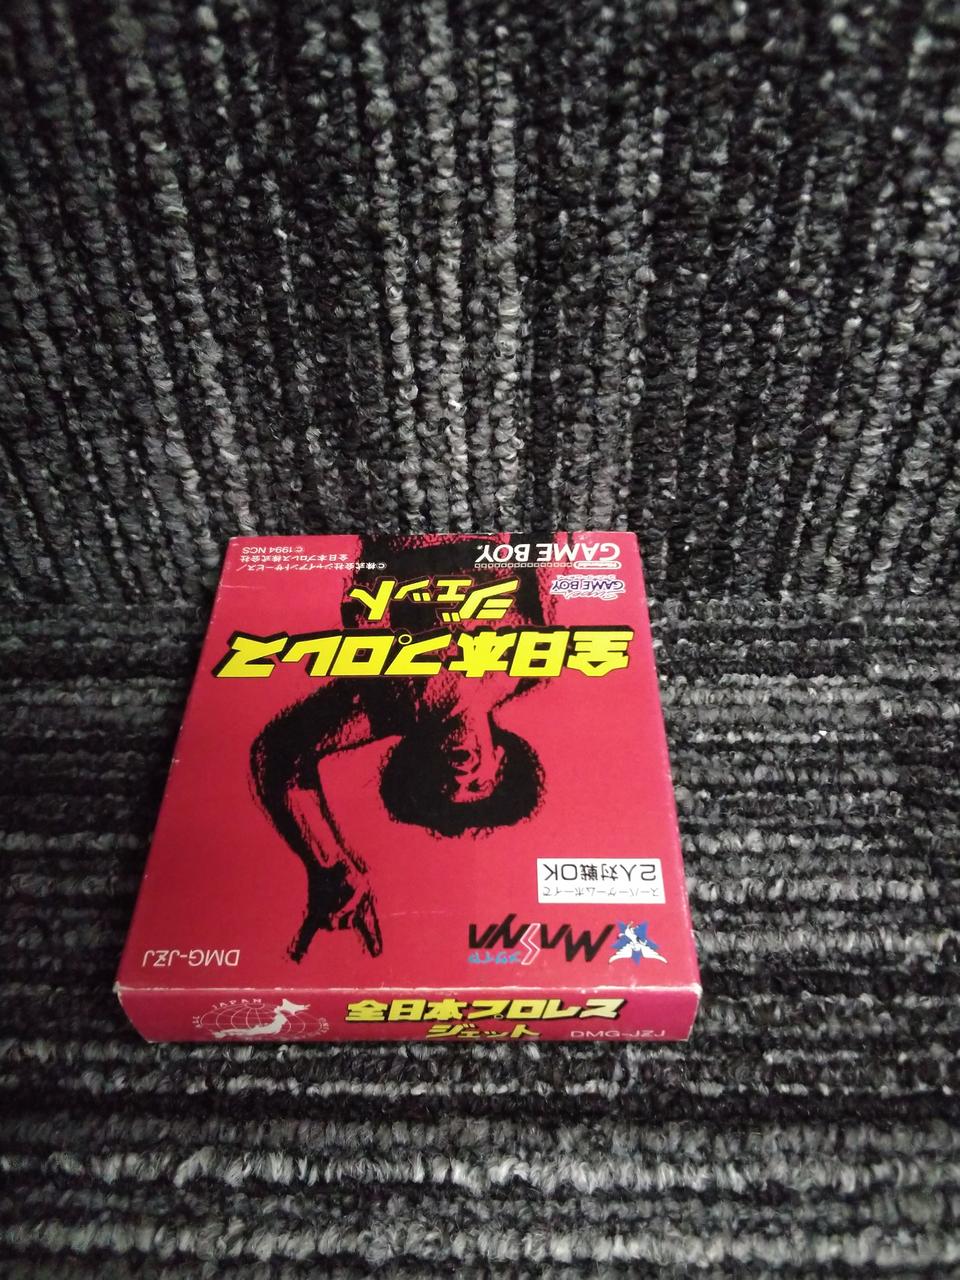 DMG-JZJ
MASAYA
メサイヤ
スーパーゲームボーイで
2人対戦OK
全日本プロレス
ジェット
Super
GAMEBOY
Nintendo
GAME BOY
©株式会社ジャイアントサービス/
全日本プロレス株式会社
©1994 NCS
JAPAN
全日本プロレス
ジェット
DMG-JZJ